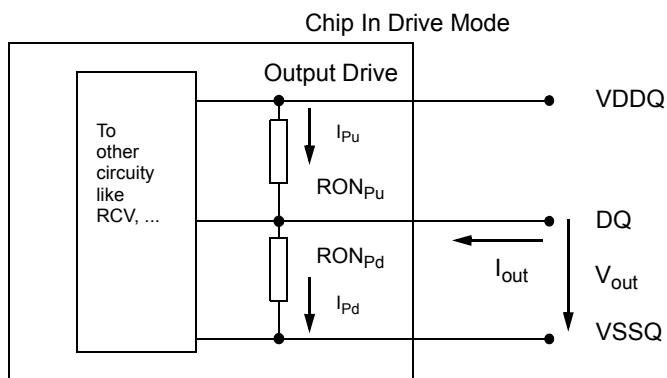 Chip In Drive Mode
Output Drive
VDDQ
To
other
circuity
like
RCV, ...
IPu
RONPu
DQ
RONPd
Iout
Vout
IPd
VSSQ